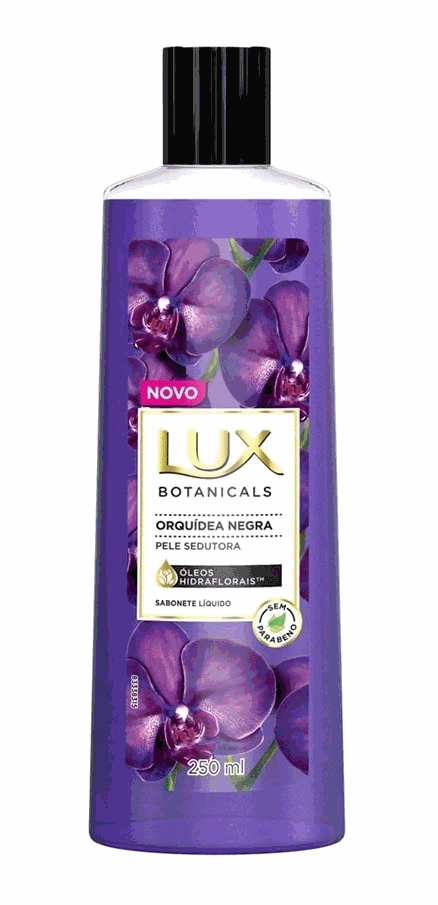 NOVO
LUX
BOTANICALS
ORQUÍDEA NEGRA
PELE SEDUTORA
ÓLEOS
HIDRAFLORAIS™
SABONETE LÍQUIDO
SEM
PARABENO
250 ml